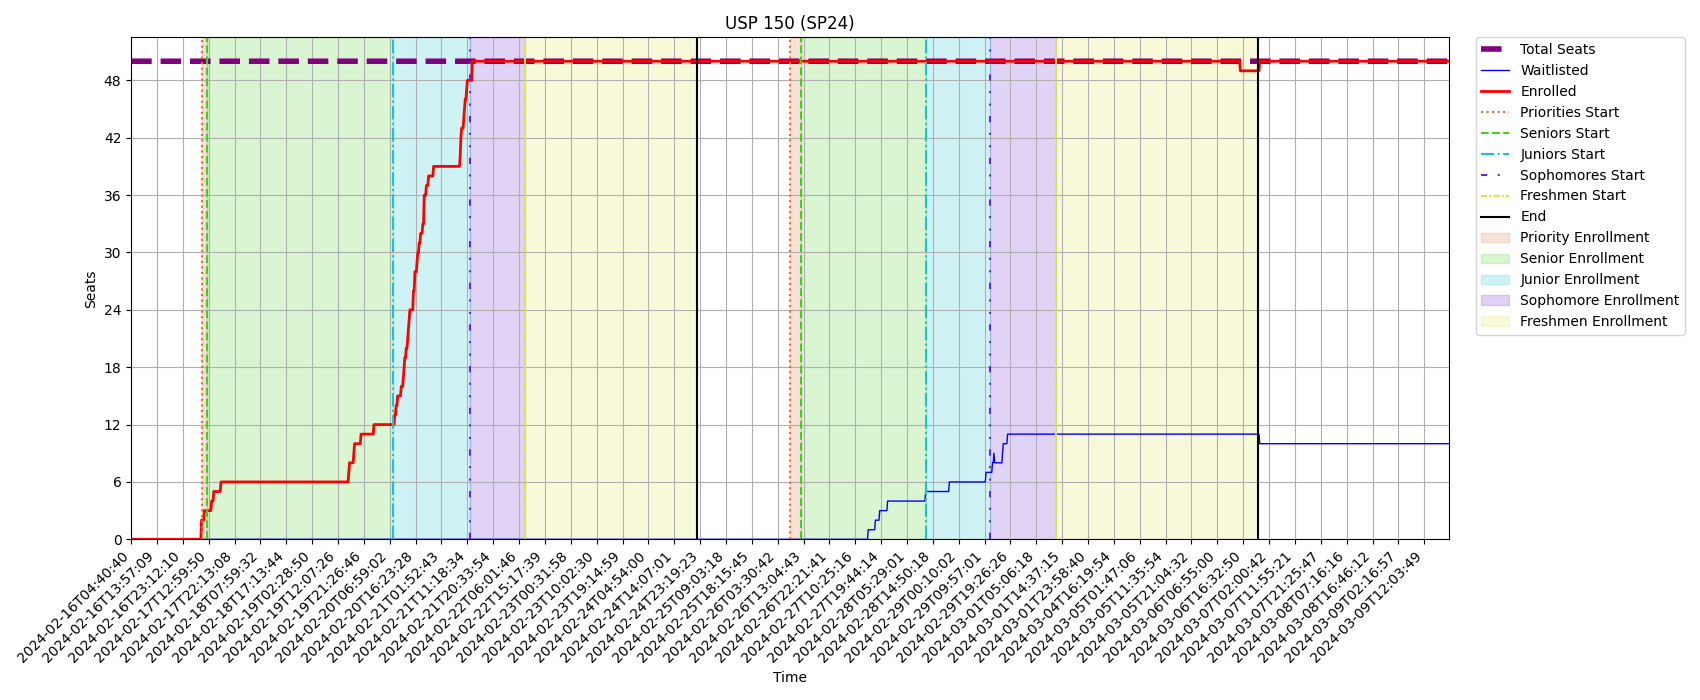 USP 150 (SP24)
Total Seats
Waitlisted
Enrolled
Priorities Start
Seniors Start
Juniors Start
Sophomores Start
Freshmen Start
End
Priority Enrollment
Senior Enrollment
Junior Enrollment
Sophomore Enrollment
Freshmen Enrollment
Seats
48
42
36
30
24
18
12
6
0
2024-02-16T04:40:40
2024-02-16T13:57:09
2024-02-16T23:12:10
2024-02-17T12:59:50
2024-02-17T22:13:08
2024-02-18T07:59:32
2024-02-18T17:13:44
2024-02-19T02:28:50
2024-02-19T12:07:26
2024-02-19T21:26:46
2024-02-20T06:59:02
2024-02-20T16:23:28
2024-02-21T01:52:43
2024-02-21T11:18:34
2024-02-21T20:33:54
2024-02-22T06:01:46
2024-02-22T15:17:39
2024-02-23T00:31:58
2024-02-23T10:02:30
2024-02-23T19:14:59
2024-02-24T04:54:00
2024-02-24T14:07:01
2024-02-24T23:19:23
2024-02-25T09:03:18
2024-02-25T18:15:45
2024-02-26T03:30:42
2024-02-26T13:04:43
2024-02-26T22:21:41
2024-02-27T10:25:16
2024-02-27T19:44:14
2024-02-28T05:29:01
2024-02-28T14:50:18
2024-02-29T00:10:02
2024-02-29T09:57:01
2024-02-29T19:26:26
2024-03-01T05:06:18
2024-03-01T14:37:15
2024-03-01T23:58:40
2024-03-04T16:19:54
2024-03-05T01:47:06
2024-03-05T11:35:54
2024-03-05T21:04:32
2024-03-06T06:55:00
2024-03-06T16:32:50
2024-03-07T02:00:42
2024-03-07T11:55:21
2024-03-07T21:25:47
2024-03-08T07:16:16
2024-03-08T16:46:12
2024-03-09T02:16:57
2024-03-09T12:03:49
Time